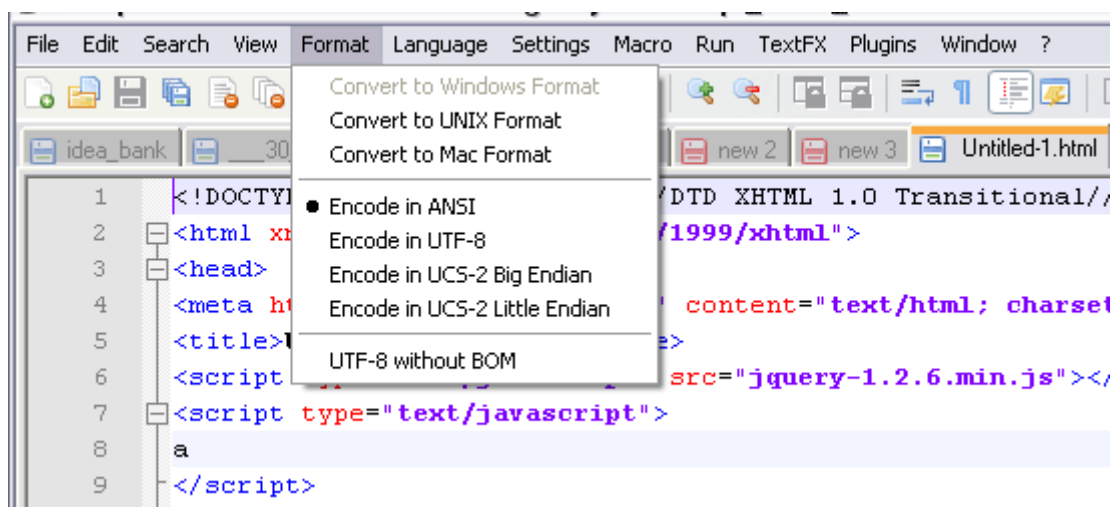 File Edit Search View Format Language Settings Macro Run TextFX Plugins Window ?
Convert to Windows Format
Convert to UNIX Format
Convert to Mac Format
Encode in ANSI
Encode in UTF-8
Encode in UCS-2 Big Endian
Encode in UCS-2 Little Endian
UTF-8 without BOM
idea_bank ___30 new 2 new 3 Untitled-1.html
1 <!DOCTY /DTD XHTML 1.0 Transitional//
2 <html /1999/xhtml">
3 <head>
4 <meta " content="text/html; charset
5 <title> e>
6 <script src="jquery-1.2.6.min.js"></
7 <script type="text/javascript">
8 a
9 </script>